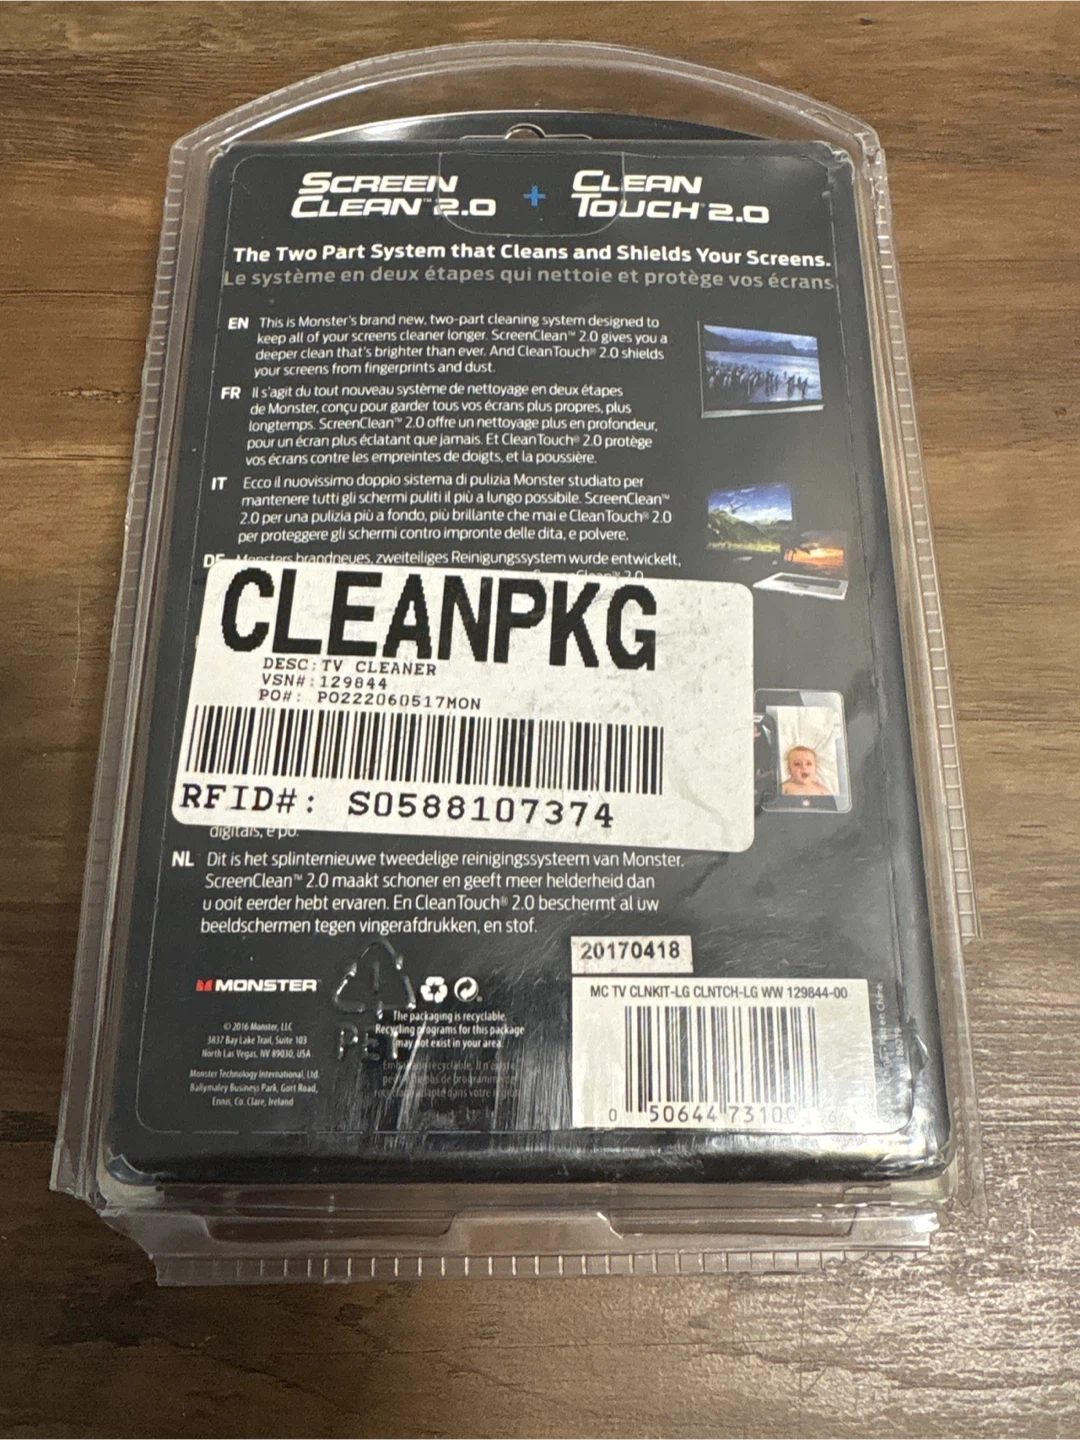 SCREEN CLEAN™ 2.0 + CLEAN TOUCH® 2.0
The Two Part System that Cleans and Shields Your Screens.
Le système en deux étapes qui nettoie et protège vos écrans
EN This is Monster's brand new, two-part cleaning system designed to
keep all of your screens cleaner longer. ScreenClean™ 2.0 gives you a
deeper clean that's brighter than ever. And CleanTouch® 2.0 shields
your screens from fingerprints and dust.
FR Il s'agit du tout nouveau système de nettoyage en deux étapes
de Monster, conçu pour garder tous vos écrans plus propres, plus
longtemps. ScreenClean™ 2.0 offre un nettoyage plus en profondeur,
pour un écran plus éclatant que jamais. Et CleanTouch® 2.0 protège
vos écrans contre les empreintes de doigts, et la poussière.
IT Ecco il nuovissimo doppio sistema di pulizia Monster studiato per
mantenere tutti gli schermi puliti il più a lungo possibile. ScreenClean™
2.0 per una pulizia più a fondo, più brillante che mai e CleanTouch® 2.0
per proteggere gli schermi contro impronte delle dita, e polvere.
DE Monsters brandneues, zweiteiliges Reinigungssystem wurde entwickelt,
CLEANPKG
DESC:TV CLEANER
VSN#:129844
PO#: PO222060517MON
RFID#: S0588107374
digitais, e pó.
NL Dit is het splinternieuwe tweedelige reinigingssysteem van Monster.
ScreenClean™ 2.0 maakt schoner en geeft meer helderheid dan
u ooit eerder hebt ervaren. En CleanTouch® 2.0 beschermt al uw
beeldschermen tegen vingerafdrukken, en stof.
20170418
MONSTER
MC TV CLNKIT-LG CLNTCH-LG WW 129844-00
© 2016 Monster, LLC
3837 Bay Lake Trail, Suite 103
North Las Vegas, NV 89030, USA
Monster Technology International, Ltd.
Ballymaley Business Park, Gort Road,
Ennis, Co. Clare, Ireland
1
PET
The packaging is recyclable.
Recycling programs for this package
may not exist in your area.
0 50644 7310